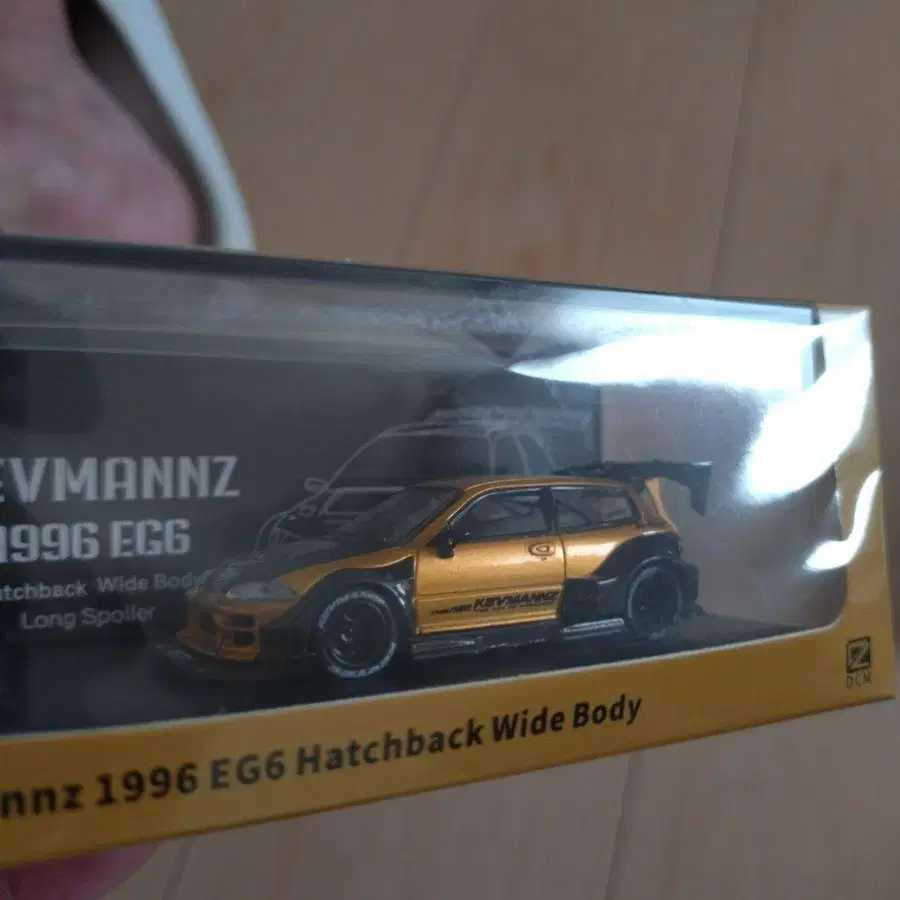 EVMANNZ
1996 EG6
atchback Wide Body
Long Spoiler
KEVMANNZ
Z
DCM
nnz 1996 EG6 Hatchback Wide Body